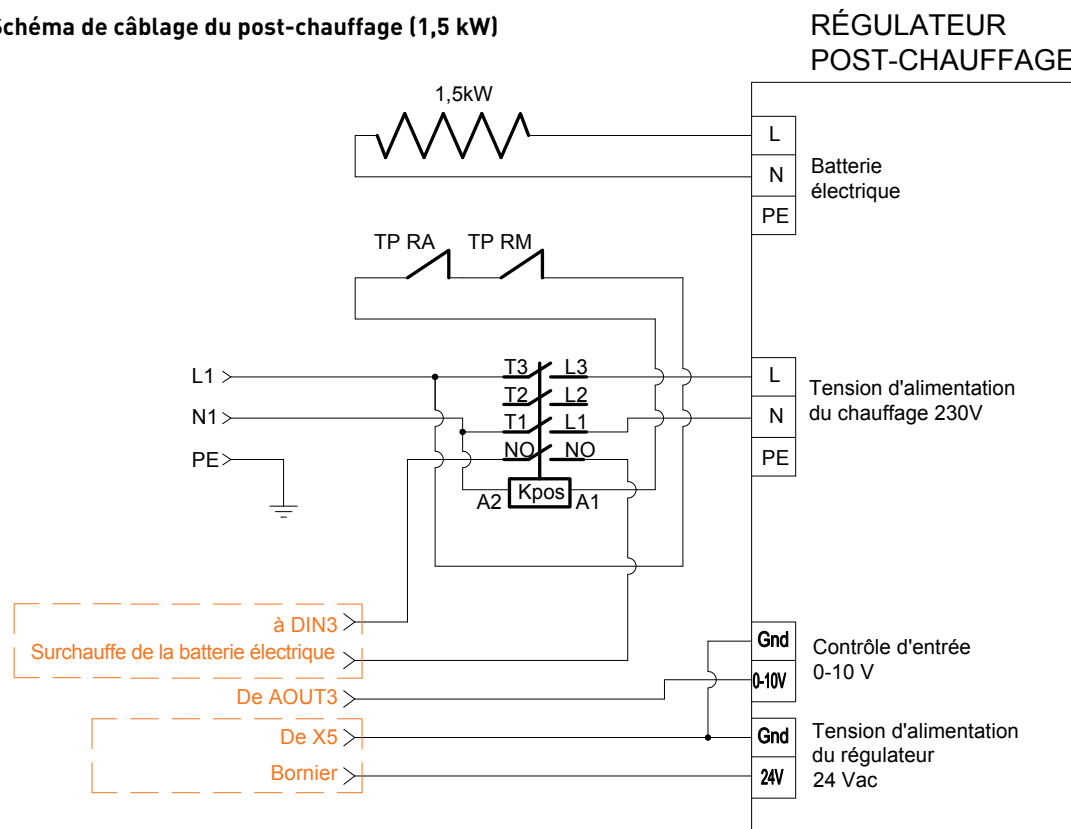 Schéma de câblage du post-chauffage (1,5 kW)
RÉGULATEUR
POST-CHAUFFAGE
1,5kW
L
N
PE
Batterie
électrique
TP RA TP RM
L1
N1
PE
T3 L3
T2 L2
T1 L1
NO NO
A2 Kpos A1
L
N
PE
Tension d'alimentation
du chauffage 230V
à DIN3
Surchauffe de la batterie électrique
De AOUT3
De X5
Bornier
Gnd
0-10V
Contrôle d'entrée
0-10 V
Gnd
24V
Tension d'alimentation
du régulateur
24 Vac